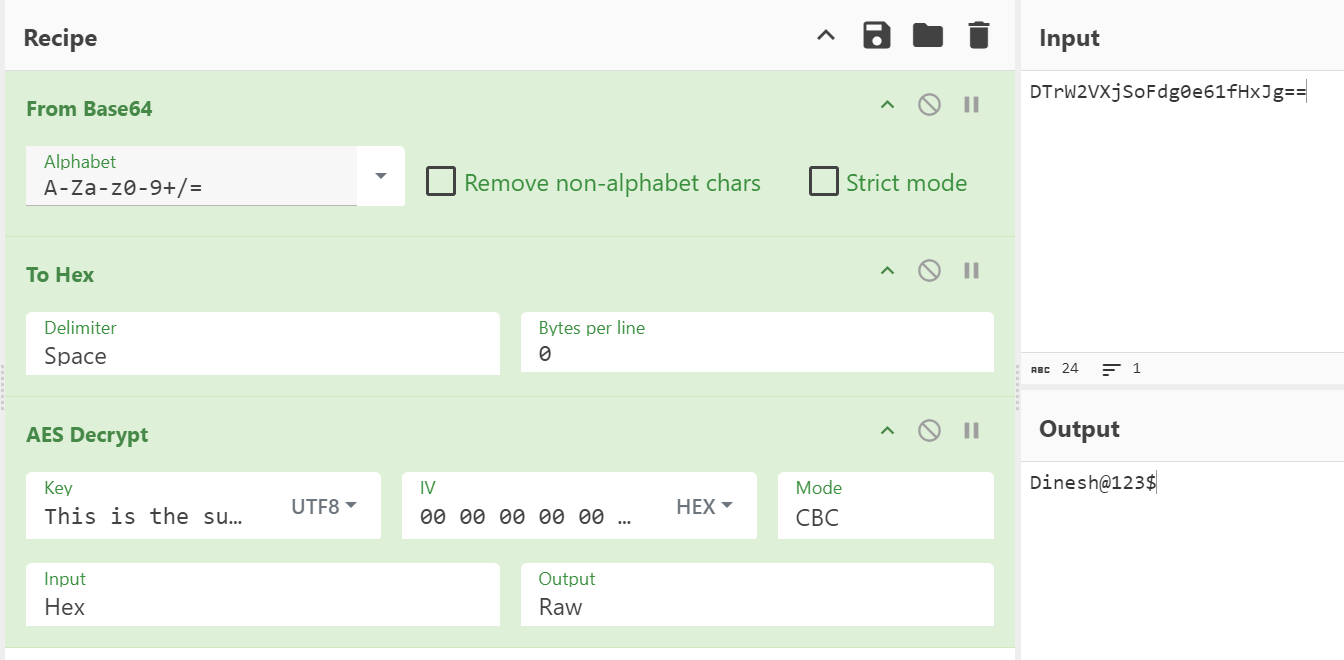 Recipe
From Base64
Alphabet
A-Za-z0-9+/=
Remove non-alphabet chars
Strict mode
To Hex
Delimiter
Space
Bytes per line
0
AES Decrypt
Key
This is the su…
UTF8
IV
00 00 00 00 00 …
HEX
Mode
CBC
Input
Hex
Output
Raw
Input
DTrW2VXjSoFdg0e61fHxJg==
ABC 24 1
Output
Dinesh@123$